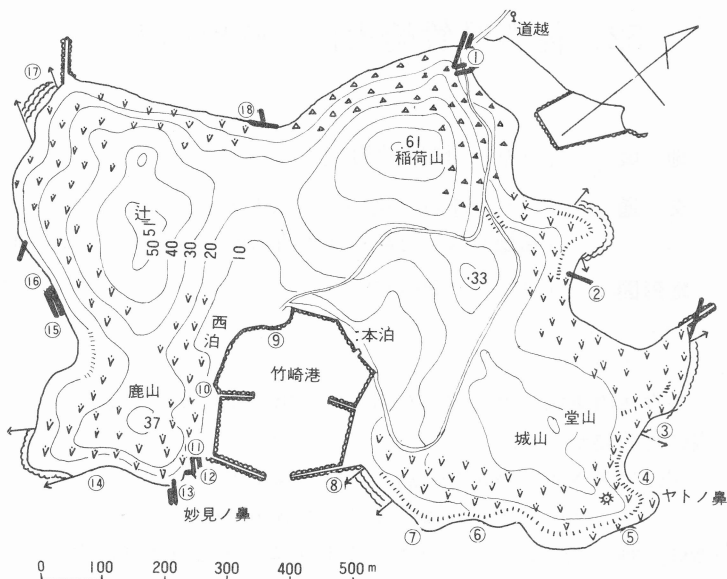 道越
①
⑰
⑱
.61
稲荷山
辻
51
50 40 30 20 10
.33
②
⑯
⑮
西泊
⑨
本泊
竹崎港
鹿山
37
⑩
堂山
城山
③
④
ヤトノ鼻
⑪
⑫
⑬
⑭
妙見ノ鼻
⑧
⑦
⑥
⑤
0 100 200 300 400 500m